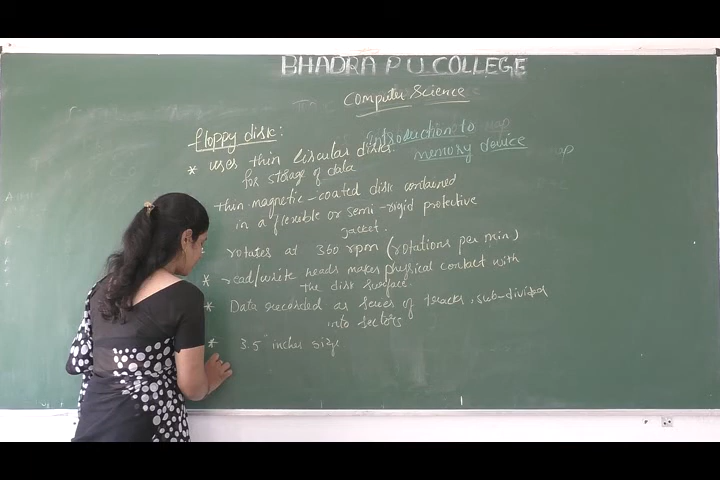 BHADRA P U COLLEGE
Computer Science
Introduction to
memory device
floppy disk:
* uses thin circular disks
for storage of data
thin magnetic-coated disk contained
in a flexible or semi-rigid protective
jacket.
rotates at 360 rpm (rotations per min)
* read/write heads makes physical contact with
the disk surface.
* Data recorded as series of tracks, sub-divided
into sectors
* 3.5" inches size